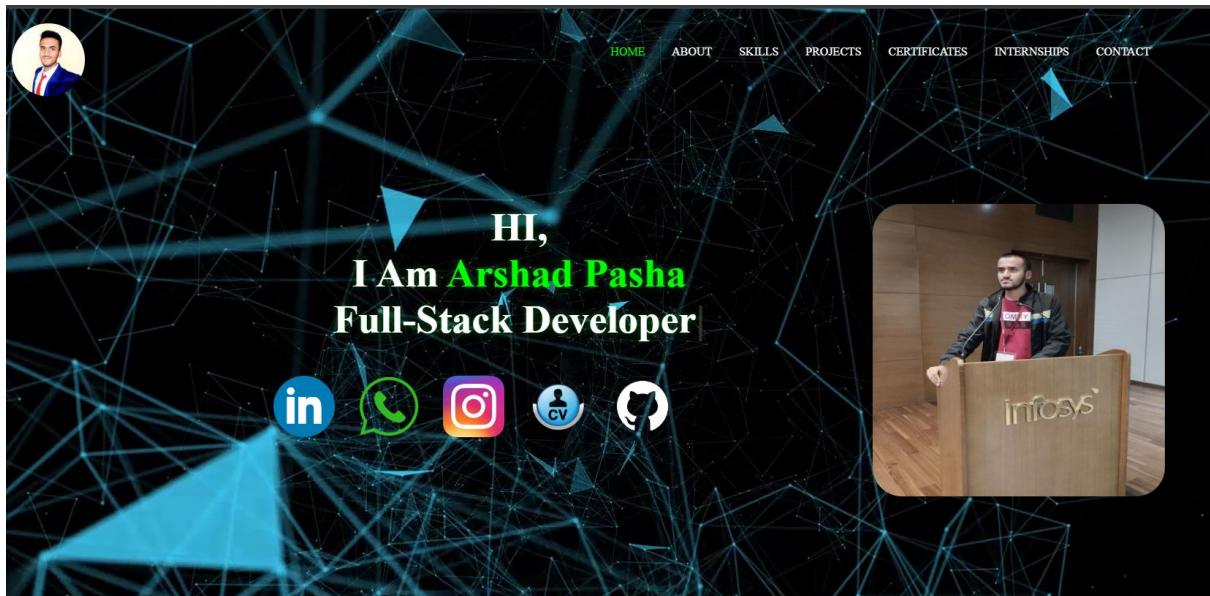 HOME ABOUT SKILLS PROJECTS CERTIFICATES INTERNSHIPS CONTACT
HI,
I Am Arshad Pasha
Full-Stack Developer
in
CV
Infosys